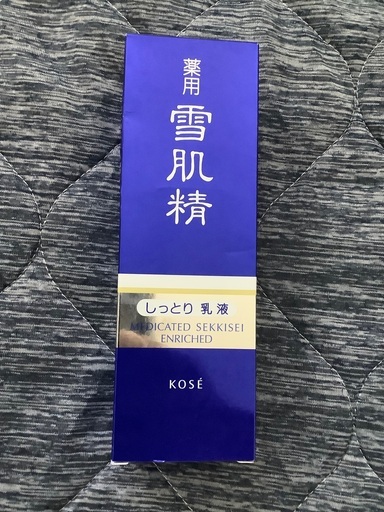 薬用
雪肌精
しっとり 乳液
MEDICATED SEKKISEI
ENRICHED
KOSÉ